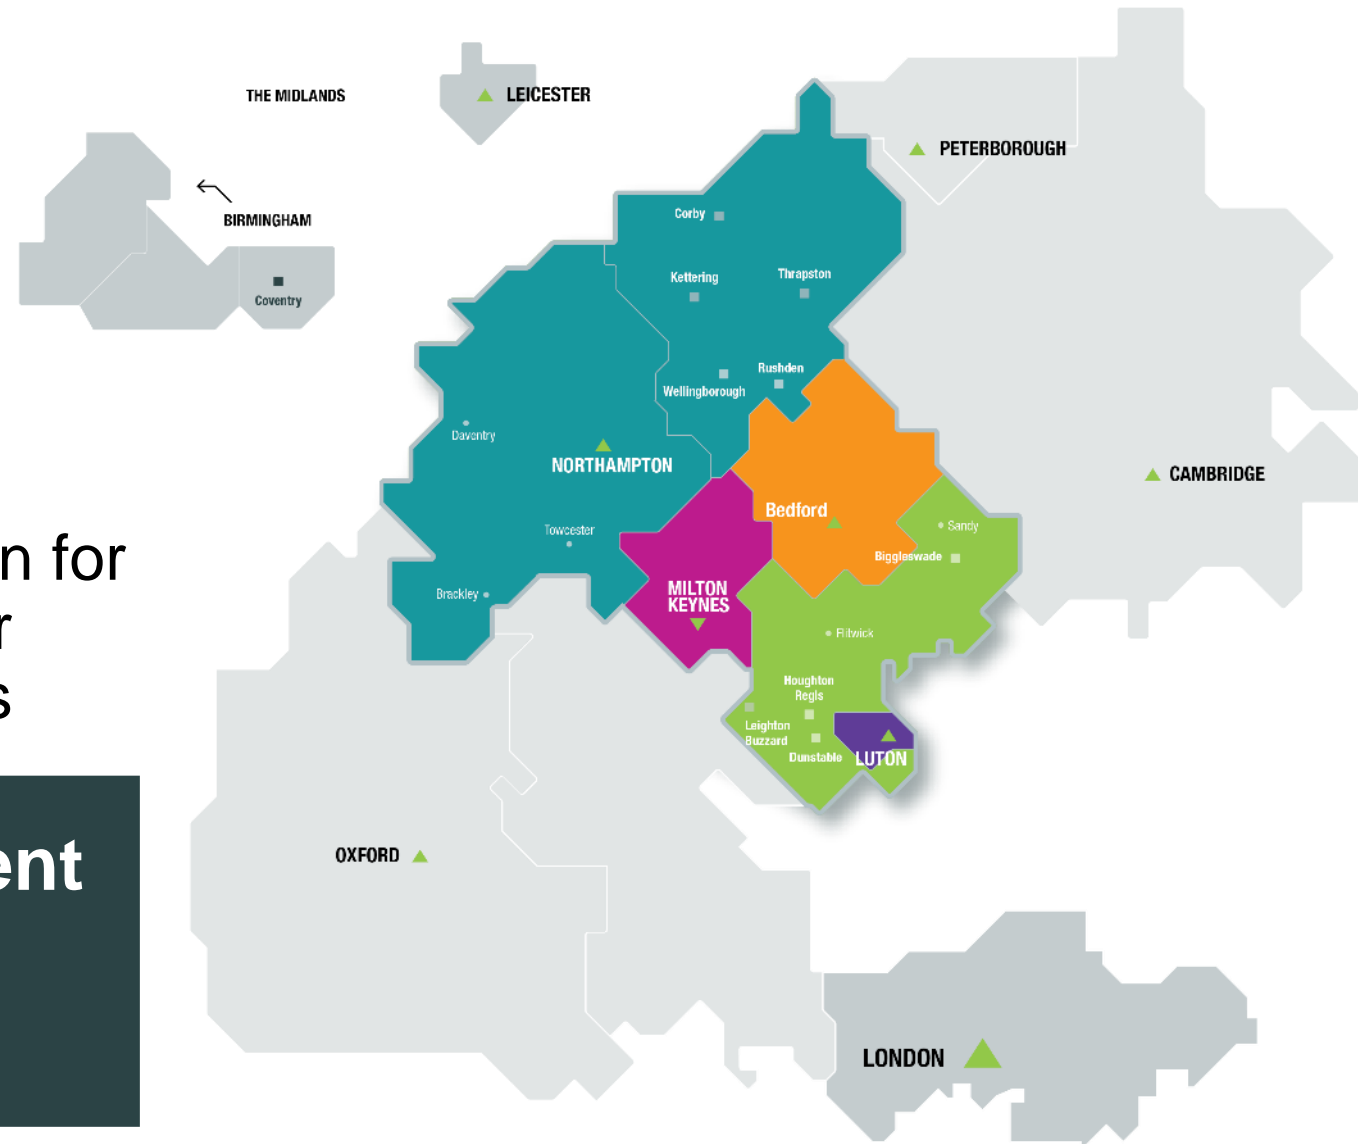 THE MIDLANDS
LEICESTER
PETERBOROUGH
BIRMINGHAM
Coventry
Corby
Kettering
Thrapston
Rushden
Wellingborough
Daventry
NORTHAMPTON
CAMBRIDGE
Bedford
Towcester
Sandy
Biggleswade
n for
MILTON
KEYNES
Brackley
r
Flitwick
s
Houghton
Regis
Leighton
Buzzard
Dunstable
LUTON
ent
OXFORD
LONDON